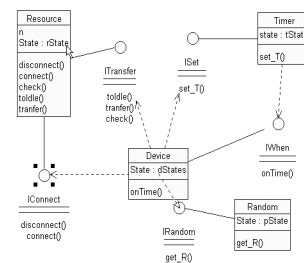 Resource
n
State : rState
disconnect()
connect()
check()
toIdle()
tranfer()
ITransfer
toIdle()
tranfer()
check()
ISet
set_T()
Timer
state : tStat
set_T()
IWhen
onTime()
Device
State : dStates
onTime()
IConnect
disconnect()
connect()
IRandom
get_R()
Random
State : pState
get_R()